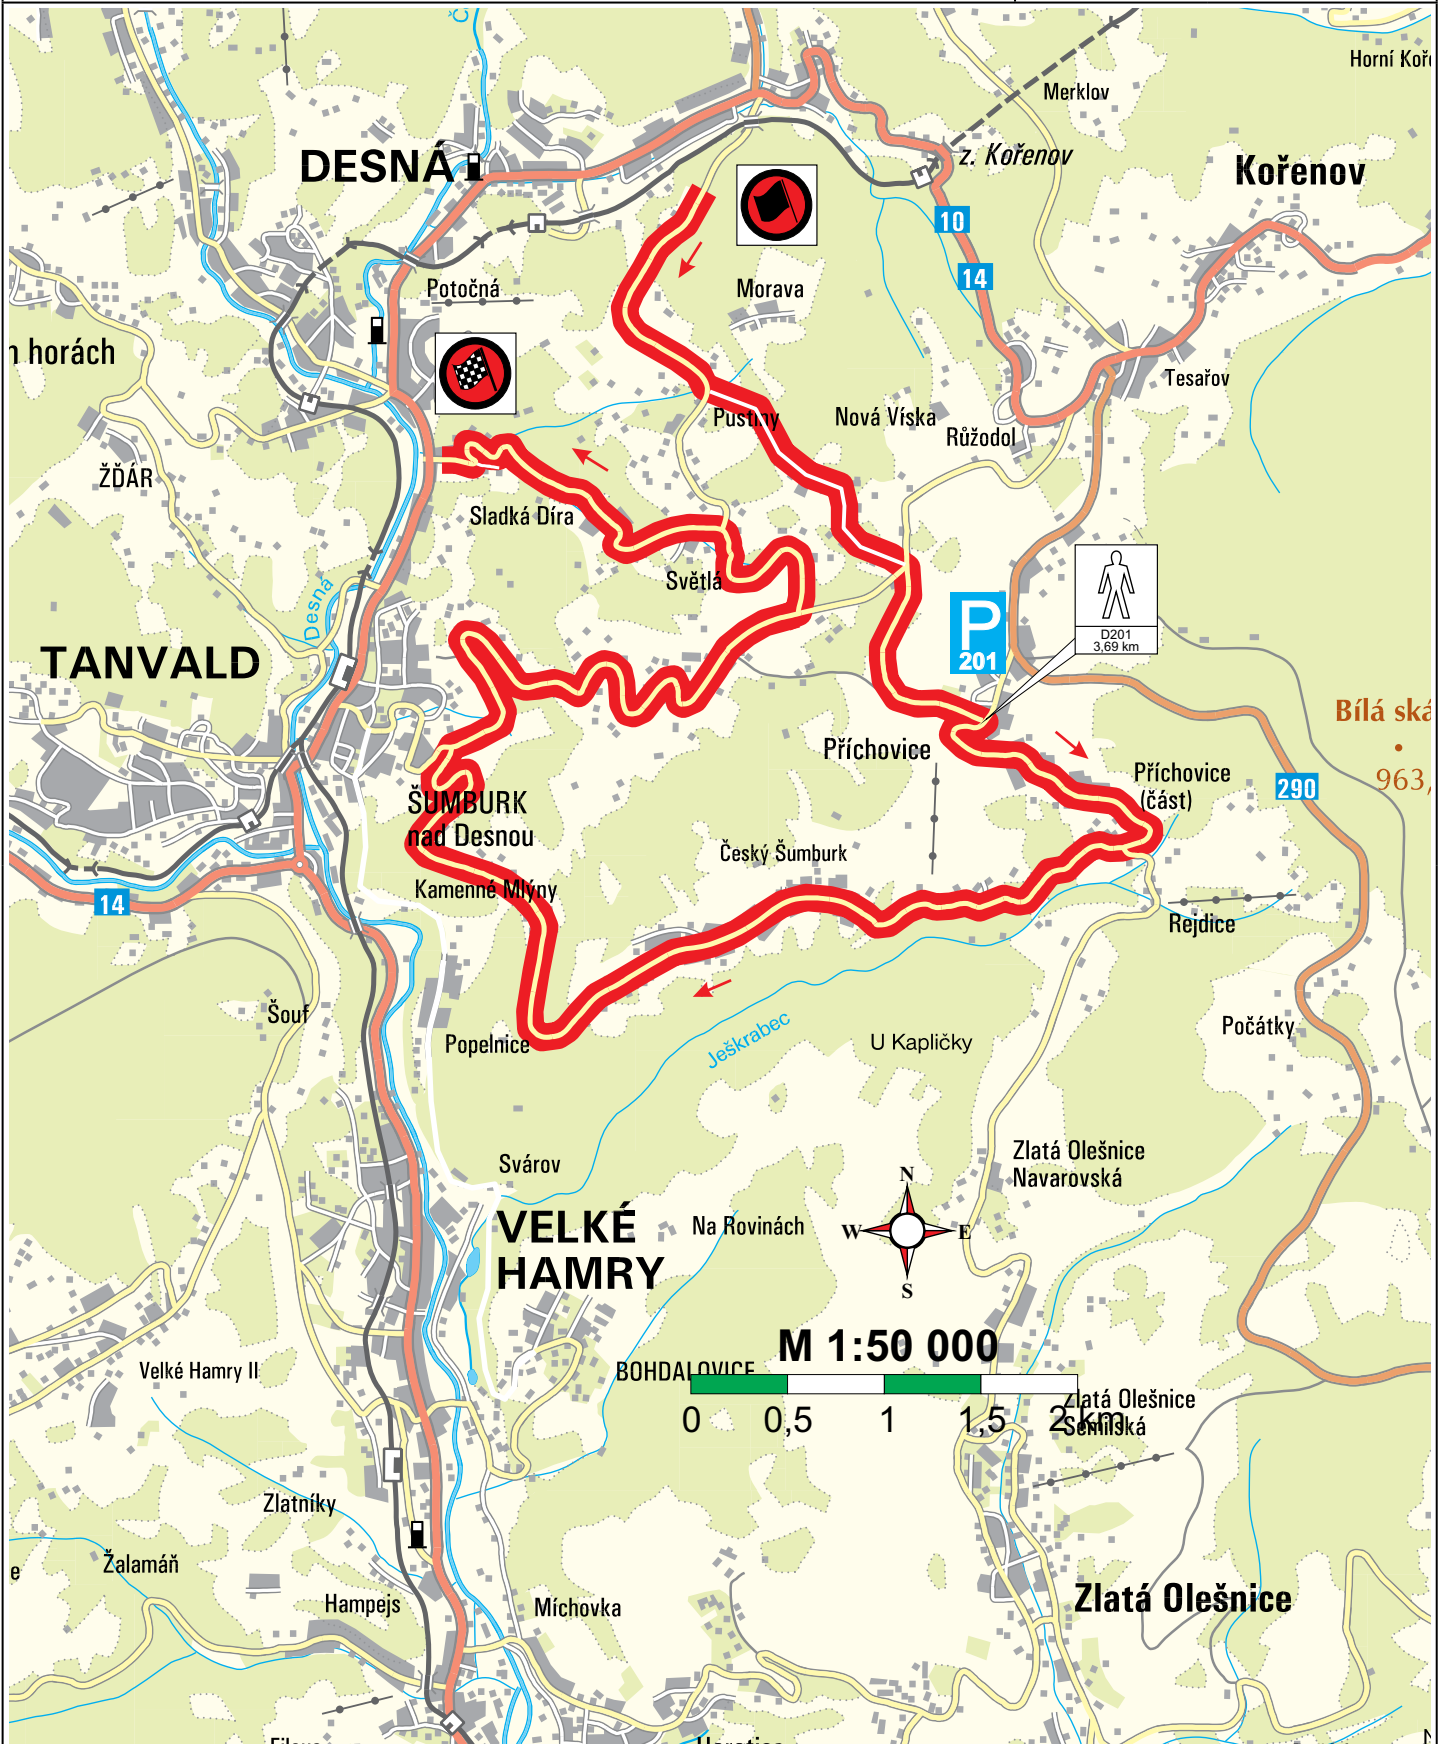 Horní Koř
Merklov
DESNÁ
z. Kořenov
Kořenov
10
14
Potočná
Morava
n horách
Tesařov
Pustiny
Nová Víska
Růžodol
ŽĎÁR
Sladká Díra
Světlá
Desná
P
201
D201
3,69 km
TANVALD
Bílá ská
963,
Příchovice
Příchovice
(část)
290
ŠUMBURK
nad Desnou
Český Šumburk
Kamenné Mlýny
14
Rejdice
Šouf
Popelnice
Ješkrabec
U Kapličky
Počátky
Svárov
Zlatá Olešnice
Navarovská
VELKÉ
HAMRY
Na Rovinách
N
W
E
S
M 1:50 000
Velké Hamry II
BOHDALOVICE
0 0,5 1 1,5 2 km
Zlatá Olešnice
Semilská
Zlatníky
Žalamáň
e
Hampejs
Míchovka
Zlatá Olešnice